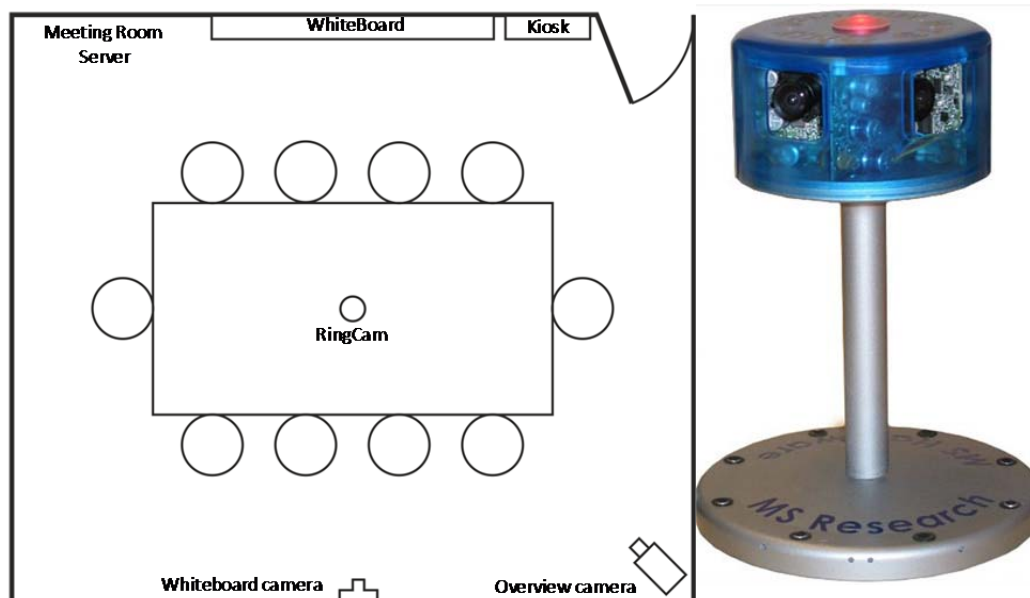 Meeting Room
Server
WhiteBoard
Kiosk
RingCam
Whiteboard camera
Overview camera
MS Research